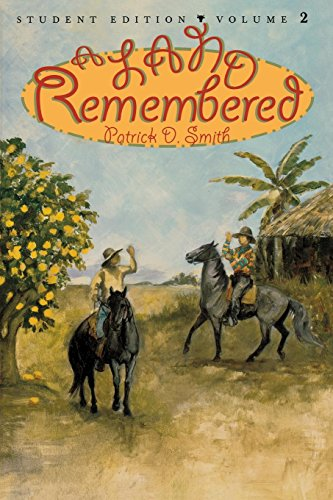 STUDENT EDITION VOLUME 2
A LAND
Remembered
Patrick D. Smith